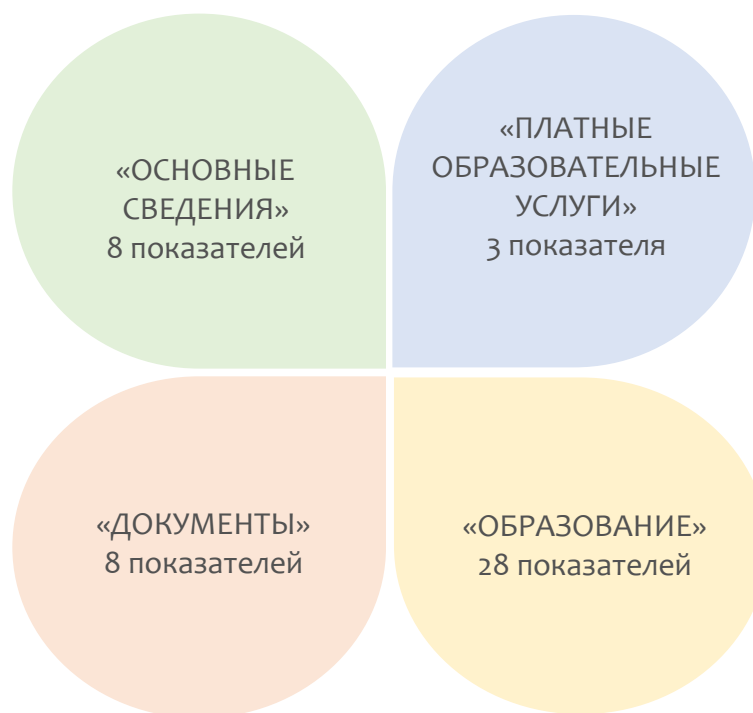 «ОСНОВНЫЕ
СВЕДЕНИЯ»
8 показателей
«ПЛАТНЫЕ
ОБРАЗОВАТЕЛЬНЫЕ
УСЛУГИ»
3 показателя
«ДОКУМЕНТЫ»
8 показателей
«ОБРАЗОВАНИЕ»
28 показателей